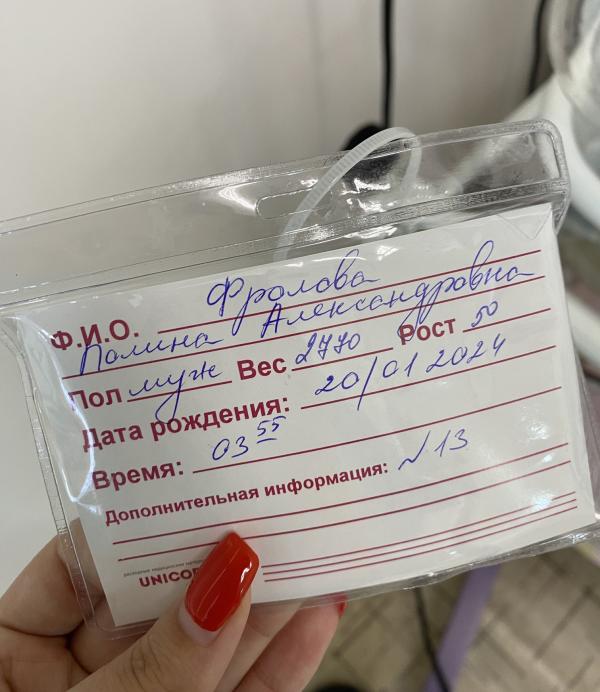 Ф.И.О. Фролова
Полина Александровна
Пол муж Вес 2770 Рост 50
Дата рождения: 20/01 2024
Время: 03 55
Дополнительная информация: N 13
UNICO